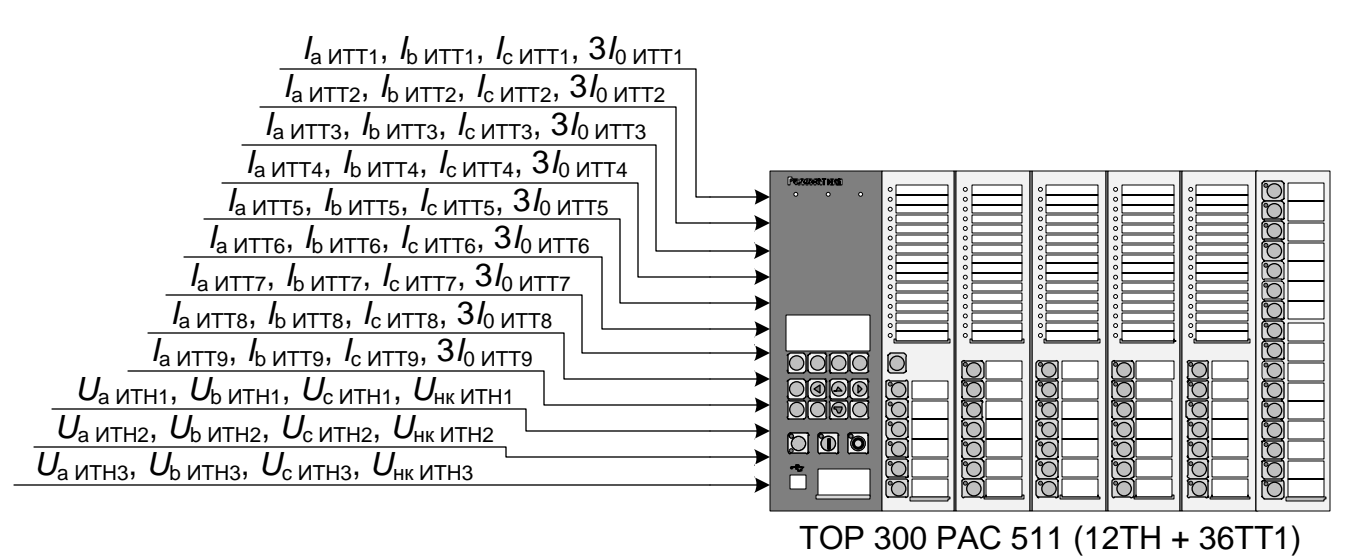 Ia ИТТ1, Ib ИТТ1, Ic ИТТ1, 3I0 ИТТ1
Ia ИТТ2, Ib ИТТ2, Ic ИТТ2, 3I0 ИТТ2
Ia ИТТ3, Ib ИТТ3, Ic ИТТ3, 3I0 ИТТ3
Ia ИТТ4, Ib ИТТ4, Ic ИТТ4, 3I0 ИТТ4
Ia ИТТ5, Ib ИТТ5, Ic ИТТ5, 3I0 ИТТ5
Ia ИТТ6, Ib ИТТ6, Ic ИТТ6, 3I0 ИТТ6
Ia ИТТ7, Ib ИТТ7, Ic ИТТ7, 3I0 ИТТ7
Ia ИТТ8, Ib ИТТ8, Ic ИТТ8, 3I0 ИТТ8
Ia ИТТ9, Ib ИТТ9, Ic ИТТ9, 3I0 ИТТ9
Ua ИТН1, Ub ИТН1, Uc ИТН1, Uнк ИТН1
Ua ИТН2, Ub ИТН2, Uc ИТН2, Uнк ИТН2
Ua ИТН3, Ub ИТН3, Uc ИТН3, Uнк ИТН3
Релематика
ТОР 300 РАС 511 (12ТН + 36ТТ1)